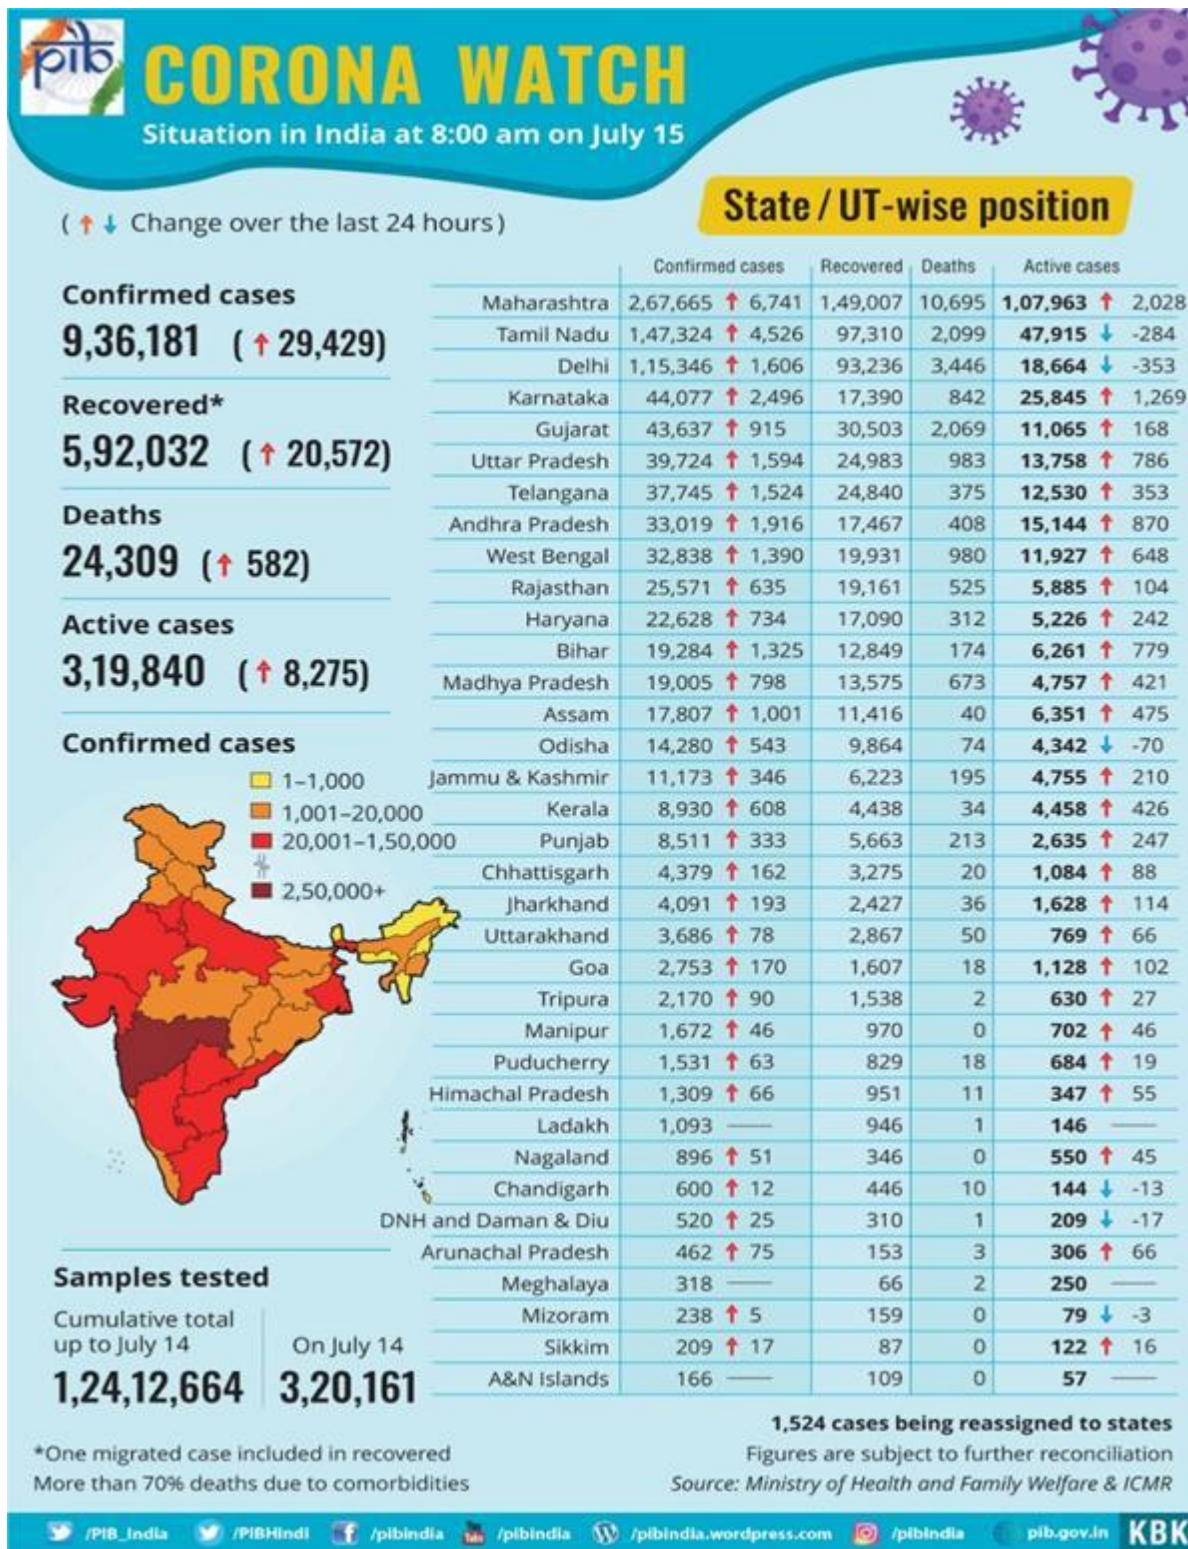 pib
CORONA WATCH
Situation in India at 8:00 am on July 15
( ↑ ↓ Change over the last 24 hours )
Confirmed cases
9,36,181 ( ↑ 29,429)
Recovered*
5,92,032 ( ↑ 20,572)
Deaths
24,309 (↑ 582)
Active cases
3,19,840 (↑ 8,275)
Confirmed cases
1–1,000
1,001–20,000
20,001–1,50,000
2,50,000+
Samples tested
Cumulative total
up to July 14
1,24,12,664
On July 14
3,20,161
*One migrated case included in recovered
More than 70% deaths due to comorbidities
State / UT-wise position
Confirmed cases Recovered Deaths Active cases
Maharashtra 2,67,665 ↑ 6,741 1,49,007 10,695 1,07,963 ↑ 2,028
Tamil Nadu 1,47,324 ↑ 4,526 97,310 2,099 47,915 ↓ -284
Delhi 1,15,346 ↑ 1,606 93,236 3,446 18,664 ↓ -353
Karnataka 44,077 ↑ 2,496 17,390 842 25,845 ↑ 1,269
Gujarat 43,637 ↑ 915 30,503 2,069 11,065 ↑ 168
Uttar Pradesh 39,724 ↑ 1,594 24,983 983 13,758 ↑ 786
Telangana 37,745 ↑ 1,524 24,840 375 12,530 ↑ 353
Andhra Pradesh 33,019 ↑ 1,916 17,467 408 15,144 ↑ 870
West Bengal 32,838 ↑ 1,390 19,931 980 11,927 ↑ 648
Rajasthan 25,571 ↑ 635 19,161 525 5,885 ↑ 104
Haryana 22,628 ↑ 734 17,090 312 5,226 ↑ 242
Bihar 19,284 ↑ 1,325 12,849 174 6,261 ↑ 779
Madhya Pradesh 19,005 ↑ 798 13,575 673 4,757 ↑ 421
Assam 17,807 ↑ 1,001 11,416 40 6,351 ↑ 475
Odisha 14,280 ↑ 543 9,864 74 4,342 ↓ -70
Jammu & Kashmir 11,173 ↑ 346 6,223 195 4,755 ↑ 210
Kerala 8,930 ↑ 608 4,438 34 4,458 ↑ 426
Punjab 8,511 ↑ 333 5,663 213 2,635 ↑ 247
Chhattisgarh 4,379 ↑ 162 3,275 20 1,084 ↑ 88
Jharkhand 4,091 ↑ 193 2,427 36 1,628 ↑ 114
Uttarakhand 3,686 ↑ 78 2,867 50 769 ↑ 66
Goa 2,753 ↑ 170 1,607 18 1,128 ↑ 102
Tripura 2,170 ↑ 90 1,538 2 630 ↑ 27
Manipur 1,672 ↑ 46 970 0 702 ↑ 46
Puducherry 1,531 ↑ 63 829 18 684 ↑ 19
Himachal Pradesh 1,309 ↑ 66 951 11 347 ↑ 55
Ladakh 1,093 — 946 1 146 —
Nagaland 896 ↑ 51 346 0 550 ↑ 45
Chandigarh 600 ↑ 12 446 10 144 ↓ -13
DNH and Daman & Diu 520 ↑ 25 310 1 209 ↓ -17
Arunachal Pradesh 462 ↑ 75 153 3 306 ↑ 66
Meghalaya 318 — 66 2 250 —
Mizoram 238 ↑ 5 159 0 79 ↓ -3
Sikkim 209 ↑ 17 87 0 122 ↑ 16
A&N Islands 166 — 109 0 57 —
1,524 cases being reassigned to states
Figures are subject to further reconciliation
Source: Ministry of Health and Family Welfare & ICMR
/PIB_India /PIBHindi /pibindia /pibindia /pibindia.wordpress.com /pibindia pib.gov.in KBK